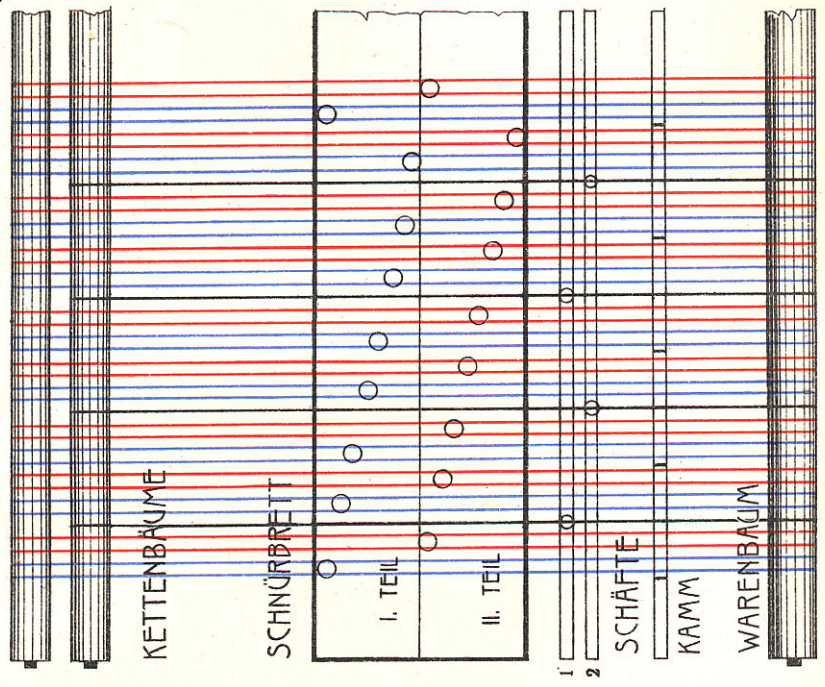 KETTENBÄUME
SCHNÜRBRETT
I. TEIL
II. TEIL
1
2
SCHÄFTE
KAMM
WARENBAUM